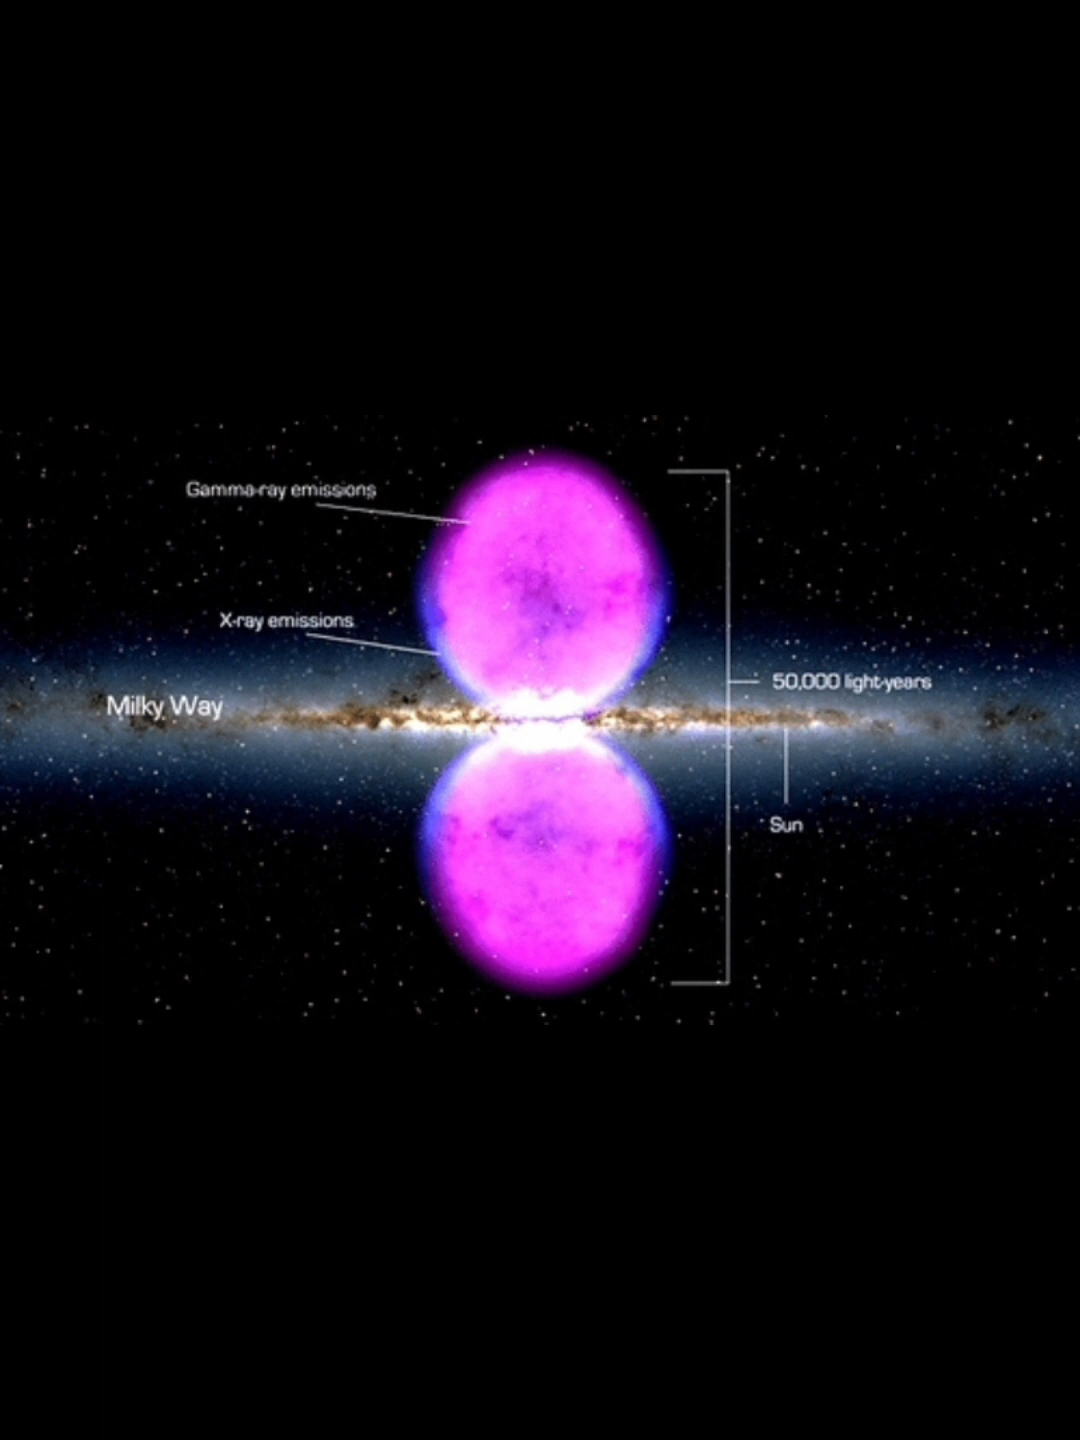 Gamma-ray emissions
X-ray emissions
50,000 light-years
Milky Way
Sun